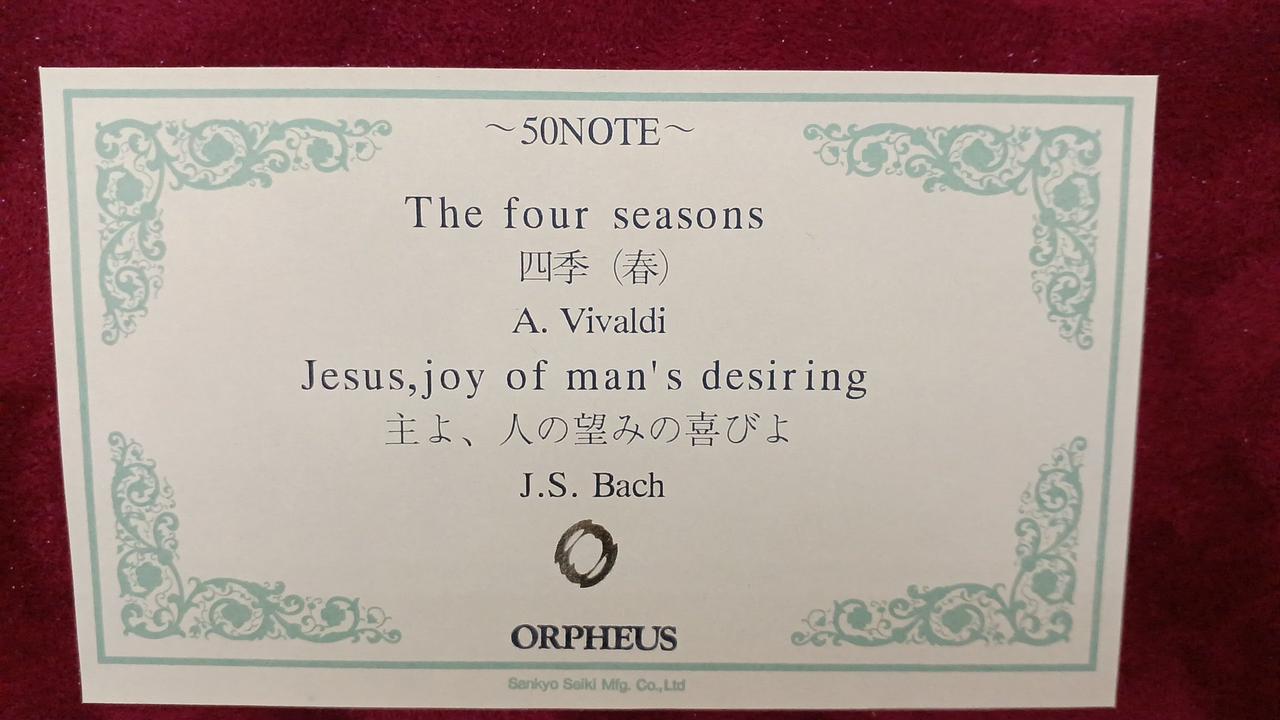 ～50NOTE～
The four seasons
四季（春）
A. Vivaldi
Jesus,joy of man's desiring
主よ、人の望みの喜びよ
J.S. Bach
ORPHEUS
Sankyo Seiki Mfg. Co.,Ltd